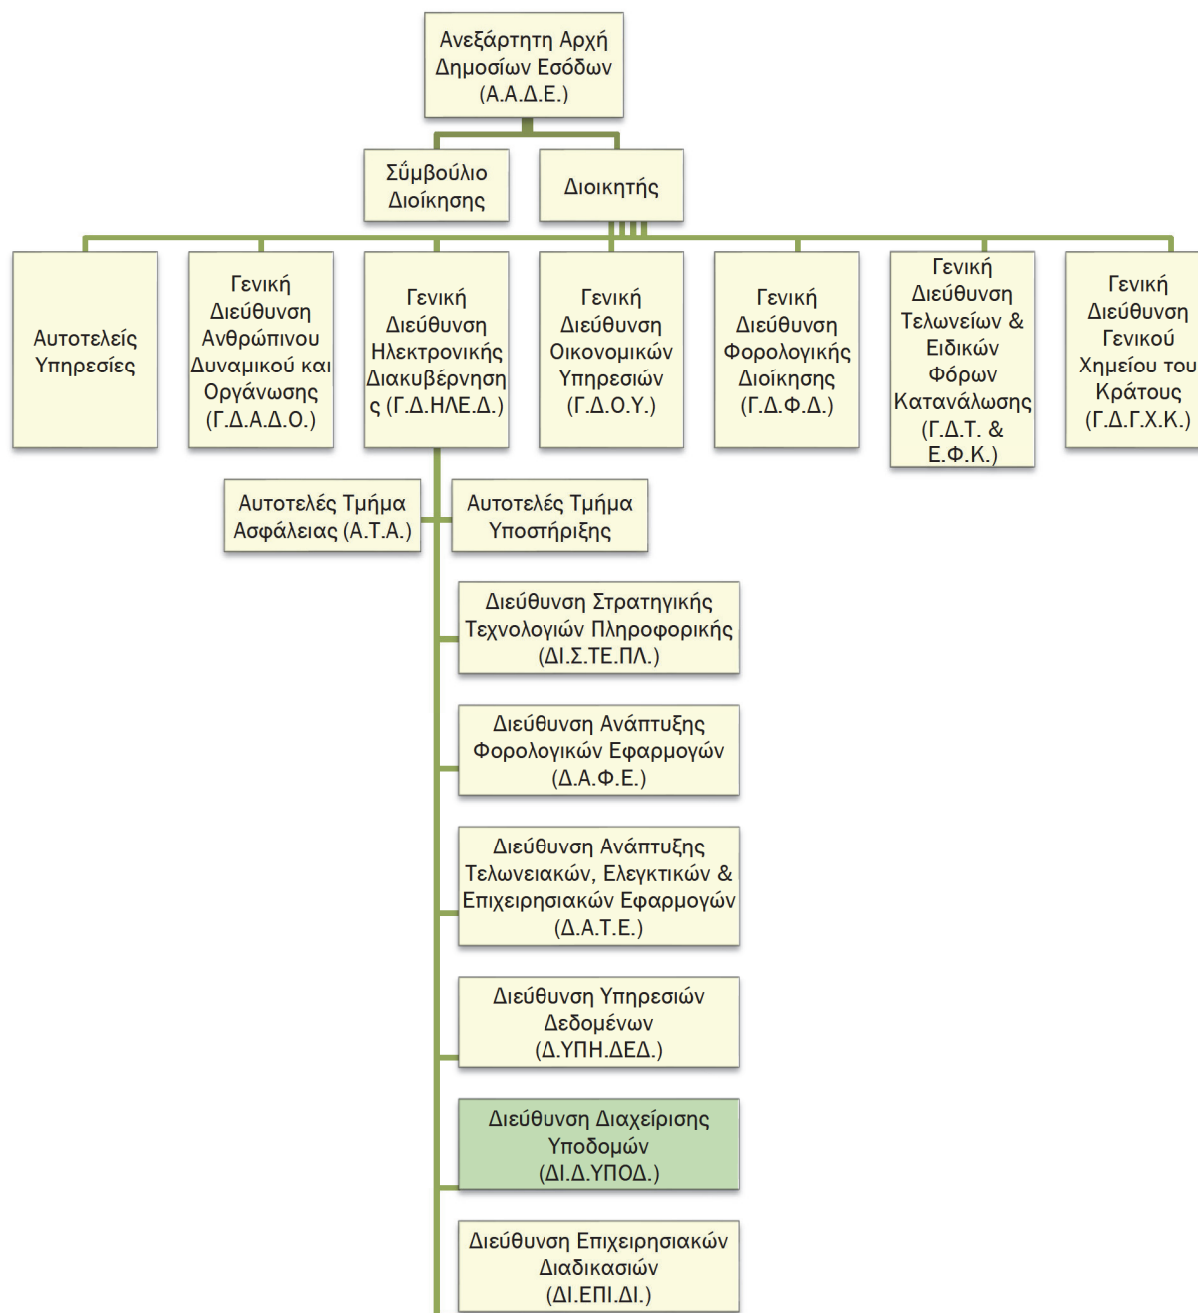 Ανεξάρτητη Αρχή
Δημοσίων Εσόδων
(Α.Α.Δ.Ε.)
Σΰμβούλιο
Διοίκησης
Διοικητής
Αυτοτελείς
Υπηρεσίες
Γενική
Διεύθυνση
Ανθρώπινου
Δυναμικού και
Οργάνωσης
(Γ.Δ.Α.Δ.Ο.)
Γενική
Διεύθυνση
Ηλεκτρονικής
Διακυβέρνηση
ς (Γ.Δ.ΗΛΕ.Δ.)
Γενική
Διεύθυνση
Οικονομικών
Υπηρεσιών
(Γ.Δ.Ο.Υ.)
Γενική
Διεύθυνση
Φορολογικής
Διοίκησης
(Γ.Δ.Φ.Δ.)
Γενική
Διεύθυνση
Τελωνείων &
Ειδικών
Φόρων
Κατανάλωσης
(Γ.Δ.Τ. &
Ε.Φ.Κ.)
Γενική
Διεύθυνση
Γενικού
Χημείου του
Κράτους
(Γ.Δ.Γ.Χ.Κ.)
Αυτοτελές Τμήμα
Ασφάλειας (Α.Τ.Α.)
Αυτοτελές Τμήμα
Υποστήριξης
Διεύθυνση Στρατηγικής
Τεχνολογιών Πληροφορικής
(ΔΙ.Σ.ΤΕ.ΠΛ.)
Διεύθυνση Ανάπτυξης
Φορολογικών Εφαρμογών
(Δ.Α.Φ.Ε.)
Διεύθυνση Ανάπτυξης
Τελωνειακών, Ελεγκτικών &
Επιχειρησιακών Εφαρμογών
(Δ.Α.Τ.Ε.)
Διεύθυνση Υπηρεσιών
Δεδομένων
(Δ.ΥΠΗ.ΔΕΔ.)
Διεύθυνση Διαχείρισης
Υποδομών
(ΔΙ.Δ.ΥΠΟΔ.)
Διεύθυνση Επιχειρησιακών
Διαδικασιών
(ΔΙ.ΕΠΙ.ΔΙ.)